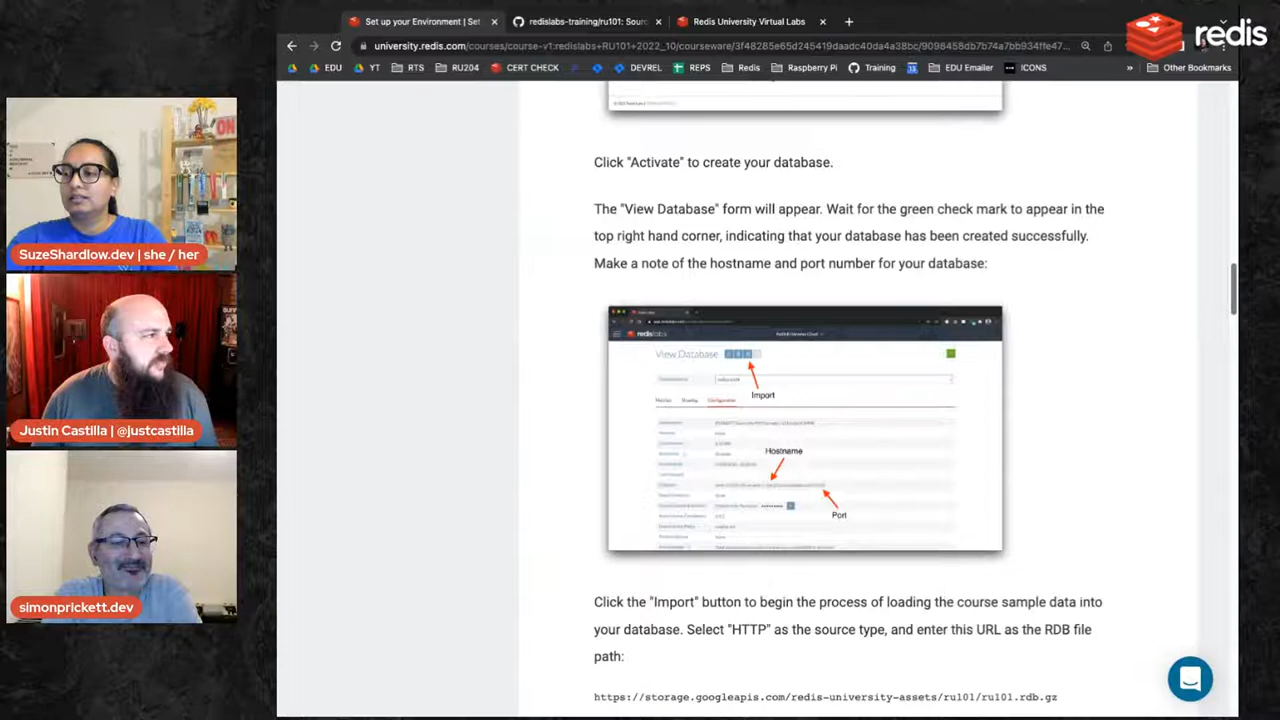 Set up your Environment | Set
redislabs-training/ru101: Sour
Redis University Virtual Labs
redis
university.redis.com/courses/course-v1:redislabs+RU101+2022_10/courseware/3f48285e65d245419daadc40da4a38bc/9098458db7b74a7bb934ffe47...
EDU
YT
RTS
RU204
CERT CHECK
DEVREL
REPS
Redis
Raspberry Pi
Training
EDU Emailer
ICONS
»
Other Bookmarks
ON
SuzeShardlow.dev | she / her
Justin Castilla | @justcastilla
simonprickett.dev
Click "Activate" to create your database.
The "View Database" form will appear. Wait for the green check mark to appear in the
top right hand corner, indicating that your database has been created successfully.
Make a note of the hostname and port number for your database:
redislabs
View Database
Import
Configuration
Hostname
Port
Click the "Import" button to begin the process of loading the course sample data into
your database. Select "HTTP" as the source type, and enter this URL as the RDB file
path:
https://storage.googleapis.com/redis-university-assets/ru101/ru101.rdb.gz